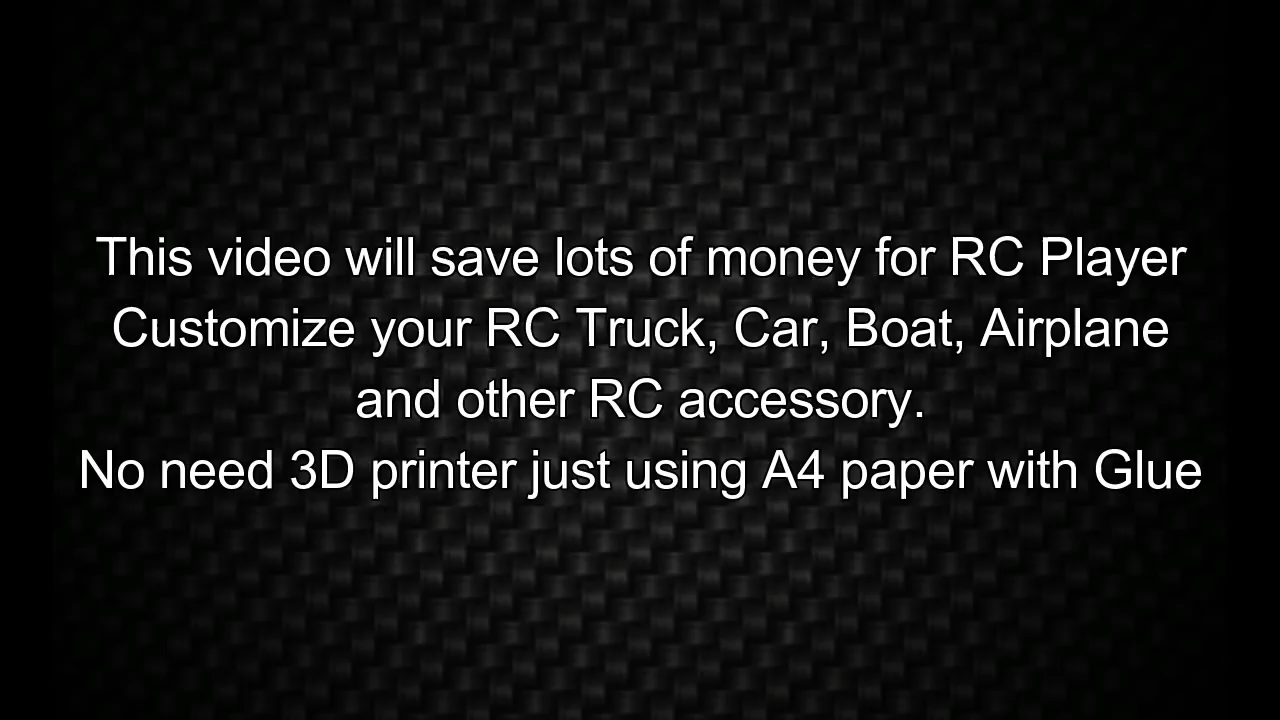 This video will save lots of money for RC Player
Customize your RC Truck, Car, Boat, Airplane
and other RC accessory.
No need 3D printer just using A4 paper with Glue